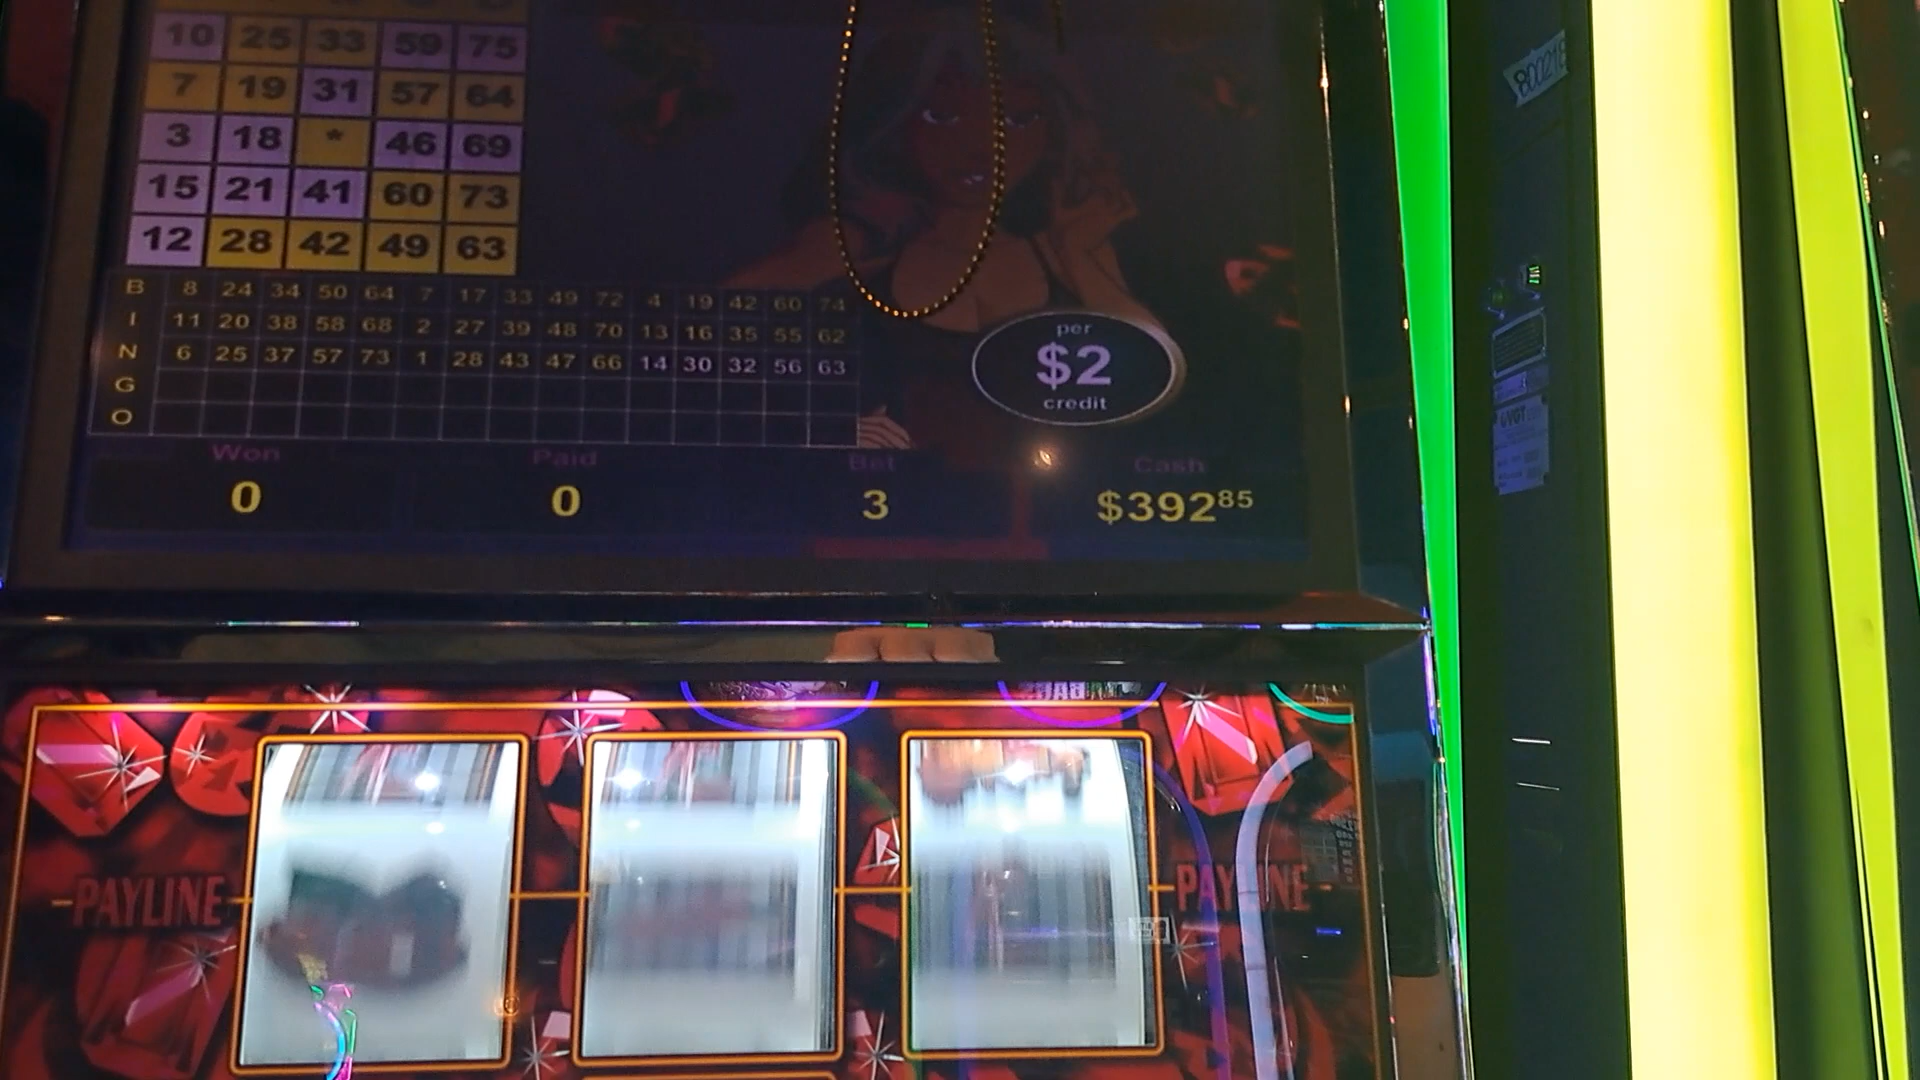 10 25 33 59 75
7 19 31 57 64
3 18 * 46 69
15 21 41 60 73
12 28 42 49 63
B 8 24 34 50 64 7 17 33 49 72 4 19 42 60 74
I 11 20 38 58 68 2 27 39 48 70 13 16 35 55 62
N 6 25 37 57 73 1 28 43 47 66 14 30 32 56 63
G
O
per
$2
credit
Won Paid Bet Cash
0 0 3 $392 85
PAYLINE PAYLINE
VGT